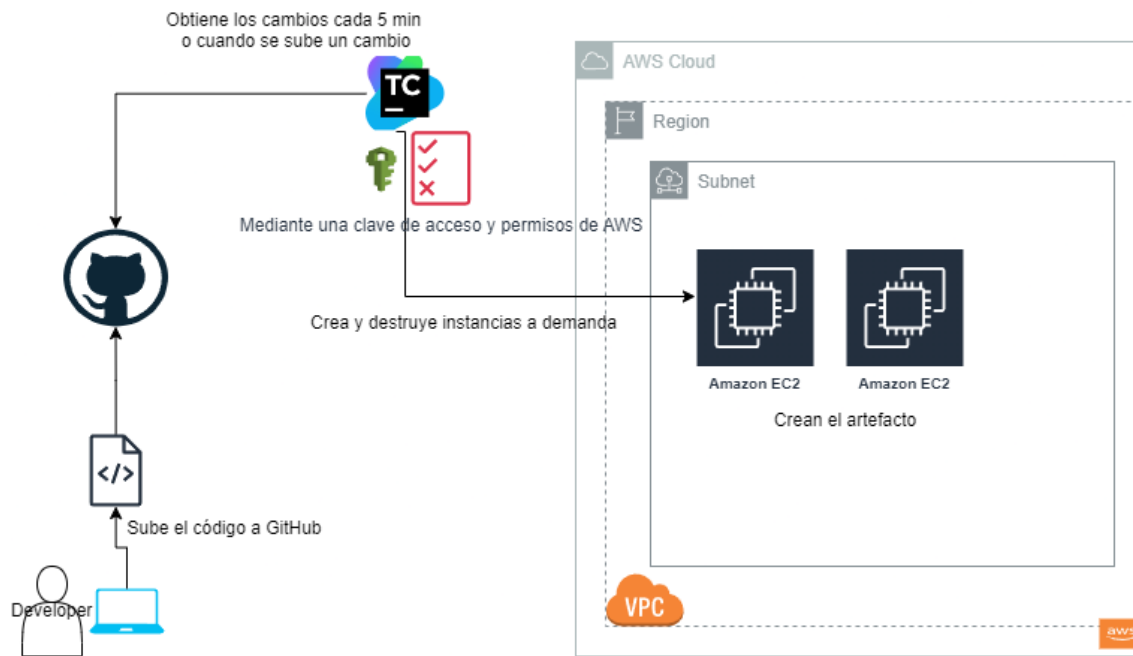 Obtiene los cambios cada 5 min
o cuando se sube un cambio
TC
AWS Cloud
Region
Subnet
Mediante una clave de acceso y permisos de AWS
Crea y destruye instancias a demanda
Amazon EC2
Amazon EC2
Crean el artefacto
</>
Sube el código a GitHub
Developer
VPC
aws